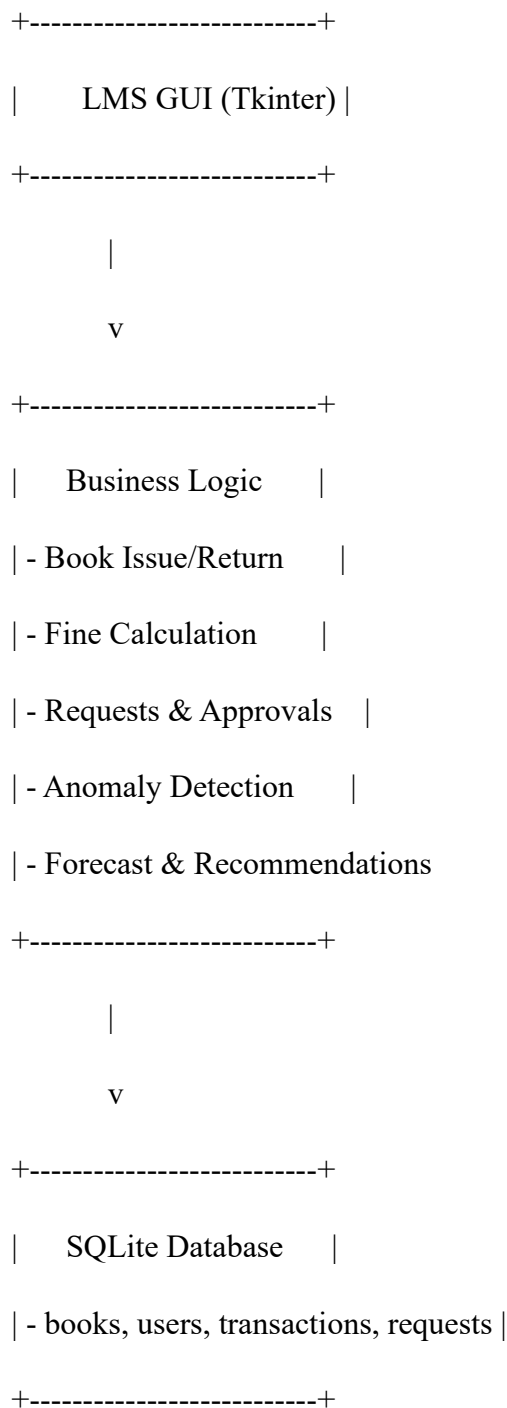 +---------------------------+
|        LMS GUI (Tkinter) |
+---------------------------+
            |
            v
+---------------------------+
|      Business Logic       |
| - Book Issue/Return       |
| - Fine Calculation        |
| - Requests & Approvals    |
| - Anomaly Detection       |
| - Forecast & Recommendations
+---------------------------+
            |
            v
+---------------------------+
|      SQLite Database      |
| - books, users, transactions, requests |
+---------------------------+